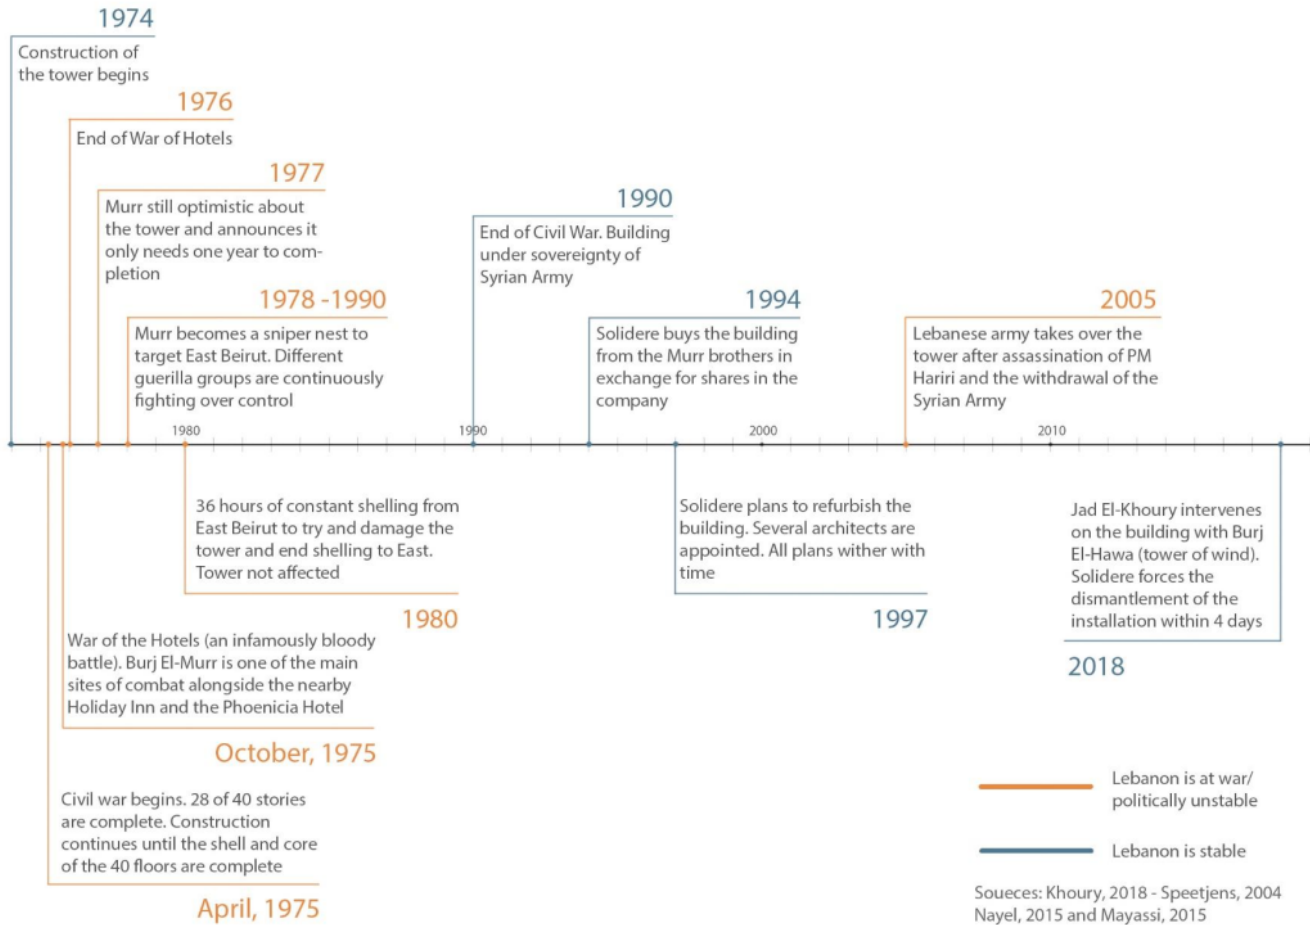 1974
Construction of
the tower begins
1976
End of War of Hotels
1977
Murr still optimistic about
the tower and announces it
only needs one year to com-
pletion
1978 -1990
Murr becomes a sniper nest to
target East Beirut. Different
guerilla groups are continuously
fighting over control
1990
End of Civil War. Building
under sovereignty of
Syrian Army
1994
Solidere buys the building
from the Murr brothers in
exchange for shares in the
company
2005
Lebanese army takes over the
tower after assassination of PM
Hariri and the withdrawal of the
Syrian Army
1980
1990
2000
2010
36 hours of constant shelling from
East Beirut to try and damage the
tower and end shelling to East.
Tower not affected
1980
War of the Hotels (an infamously bloody
battle). Burj El-Murr is one of the main
sites of combat alongside the nearby
Holiday Inn and the Phoenicia Hotel
October, 1975
Civil war begins. 28 of 40 stories
are complete. Construction
continues until the shell and core
of the 40 floors are complete
April, 1975
Solidere plans to refurbish the
building. Several architects are
appointed. All plans wither with
time
1997
Jad El-Khoury intervenes
on the building with Burj
El-Hawa (tower of wind).
Solidere forces the
dismantlement of the
installation within 4 days
2018
Lebanon is at war/
politically unstable
Lebanon is stable
Soueces: Khoury, 2018 - Speetjens, 2004
Nayel, 2015 and Mayassi, 2015